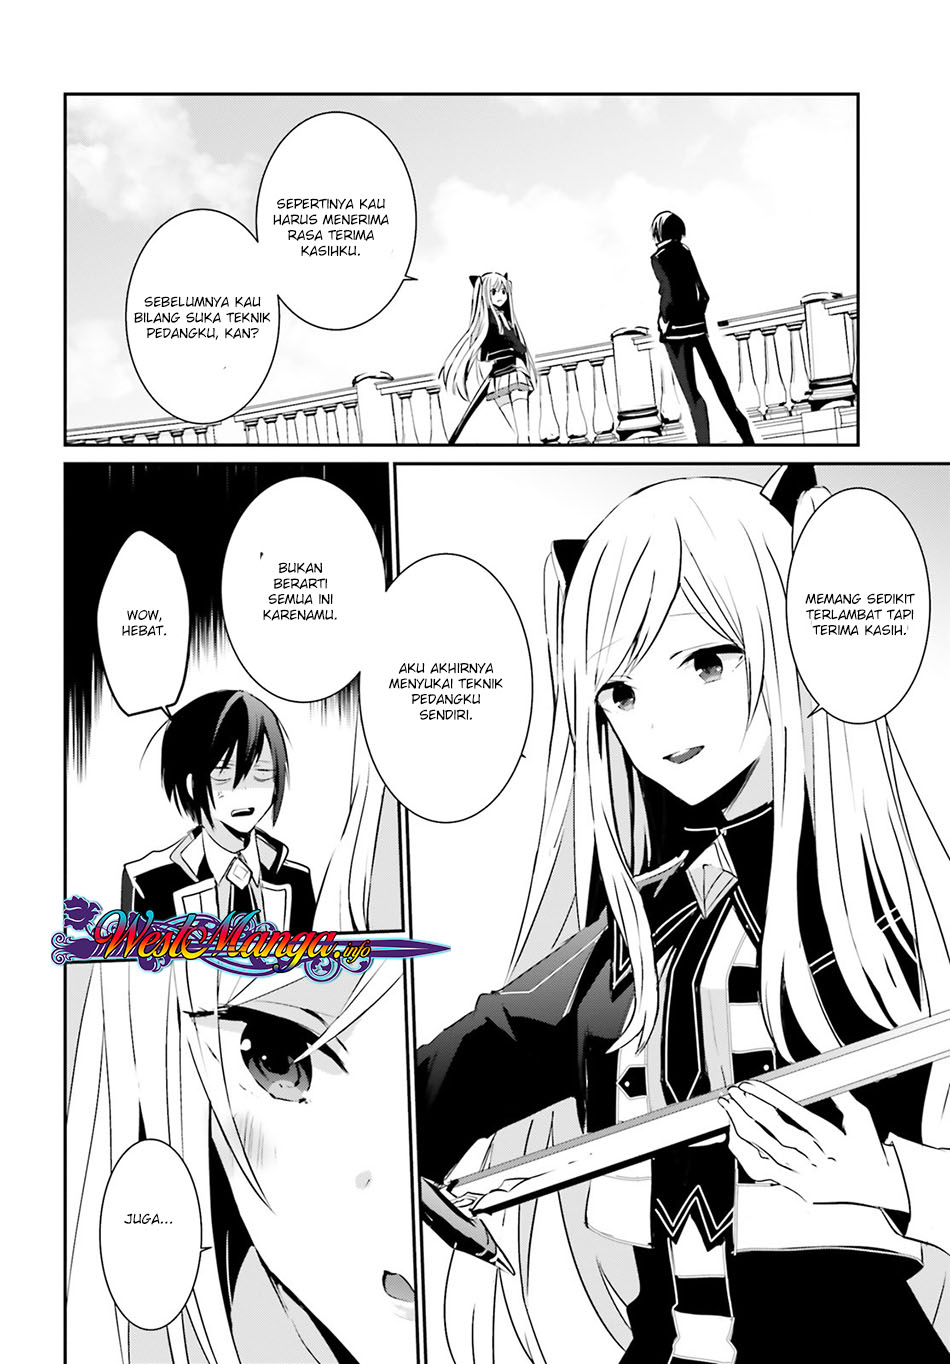 SEPERTINYA KAU
HARUS MENERIMA
RASA TERIMA
KASIHKU.
SEBELUMNYA KAU
BILANG SUKA TEKNIK
PEDANGKU, KAN?
MEMANG SEDIKIT
TERLAMBAT TAPI
TERIMA KASIH.
AKU AKHIRNYA
MENYUKAI TEKNIK
PEDANGKU
SENDIRI.
BUKAN
BERARTI
SEMUA INI
KARENAMU.
WOW,
HEBAT.
WestManga.info
JUGA...